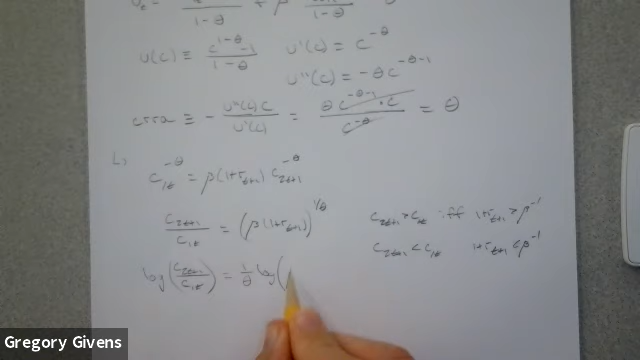 1-θ 1-θ
u(c) ≡ c^{1-θ} -1 / 1-θ u'(c) = c^{-θ}
u''(c) = -θc^{-θ-1}
crra ≡ - u''(c)c / u'(c) = θc^{-θ-1}·c / c^{-θ} = θ
c_{1t}^{-θ} = β(1+r_{t+1}) c_{2t+1}^{-θ}
c_{2t+1} / c_{1t} = (β(1+r_{t+1}))^{1/θ} c_{2t+1} > c_{1t} iff 1+r_{t+1} > β^{-1}
c_{2t+1} < c_{1t} 1+r_{t+1} < β^{-1}
log(c_{2t+1} / c_{1t}) = 1/θ log(
Gregory Givens